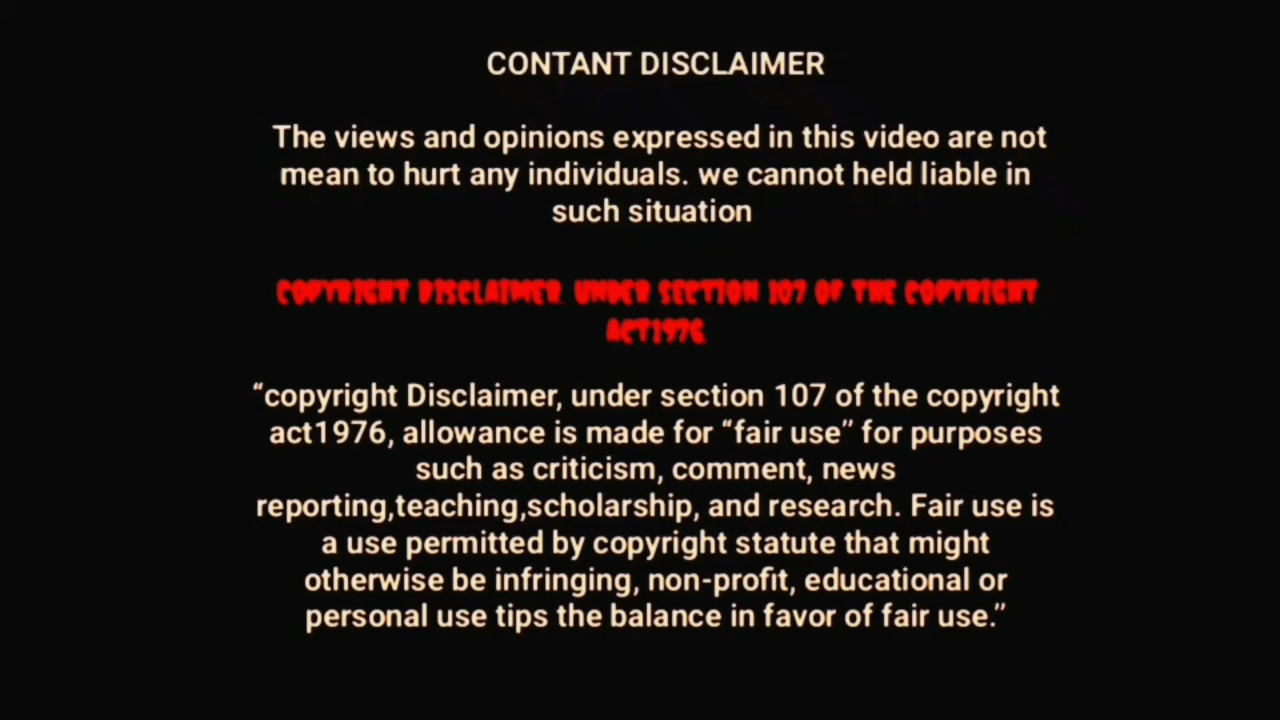 CONTANT DISCLAIMER
The views and opinions expressed in this video are not
mean to hurt any individuals. we cannot held liable in
such situation
COPYRIGHT DISCLAIMER UNDER SECTION 107 OF THE COPYRIGHT
ACT1976
“copyright Disclaimer, under section 107 of the copyright
act1976, allowance is made for “fair use” for purposes
such as criticism, comment, news
reporting,teaching,scholarship, and research. Fair use is
a use permitted by copyright statute that might
otherwise be infringing, non-profit, educational or
personal use tips the balance in favor of fair use.”